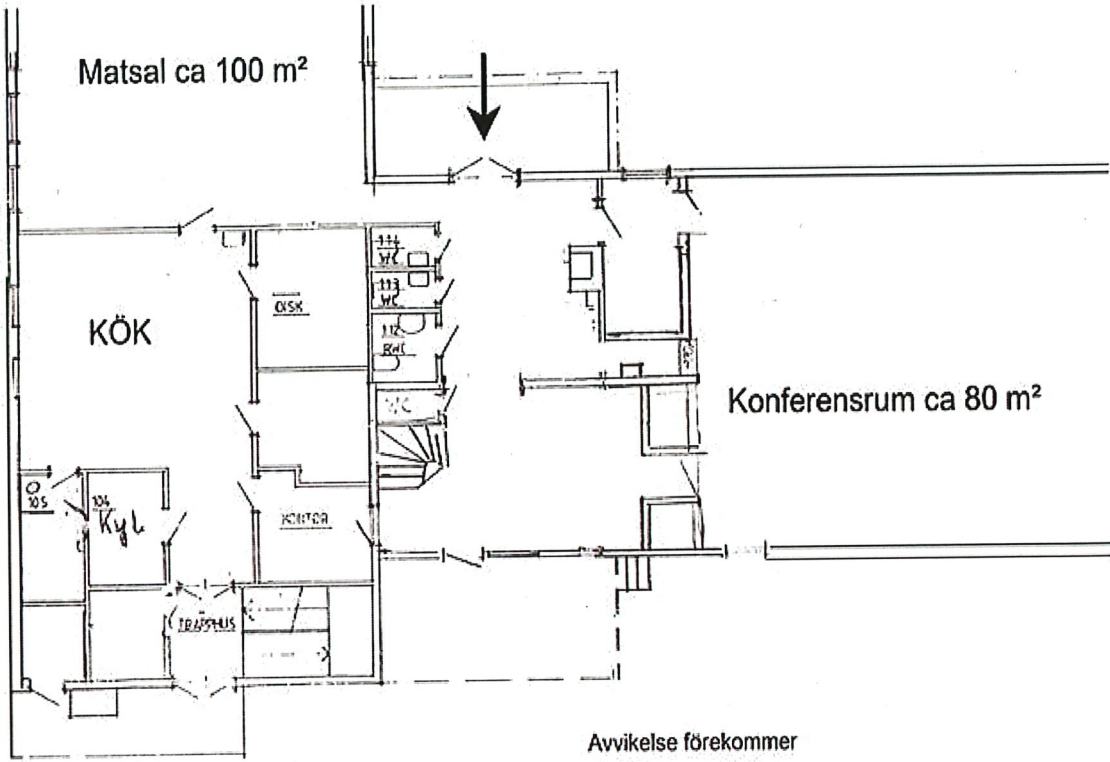 Matsal ca 100 m²
114
WC
113
WC
DISK
KÖK
112
RWC
WC
Konferensrum ca 80 m²
105
104
Kyl
KONTOR
TRAPPHUS
Avvikelse förekommer